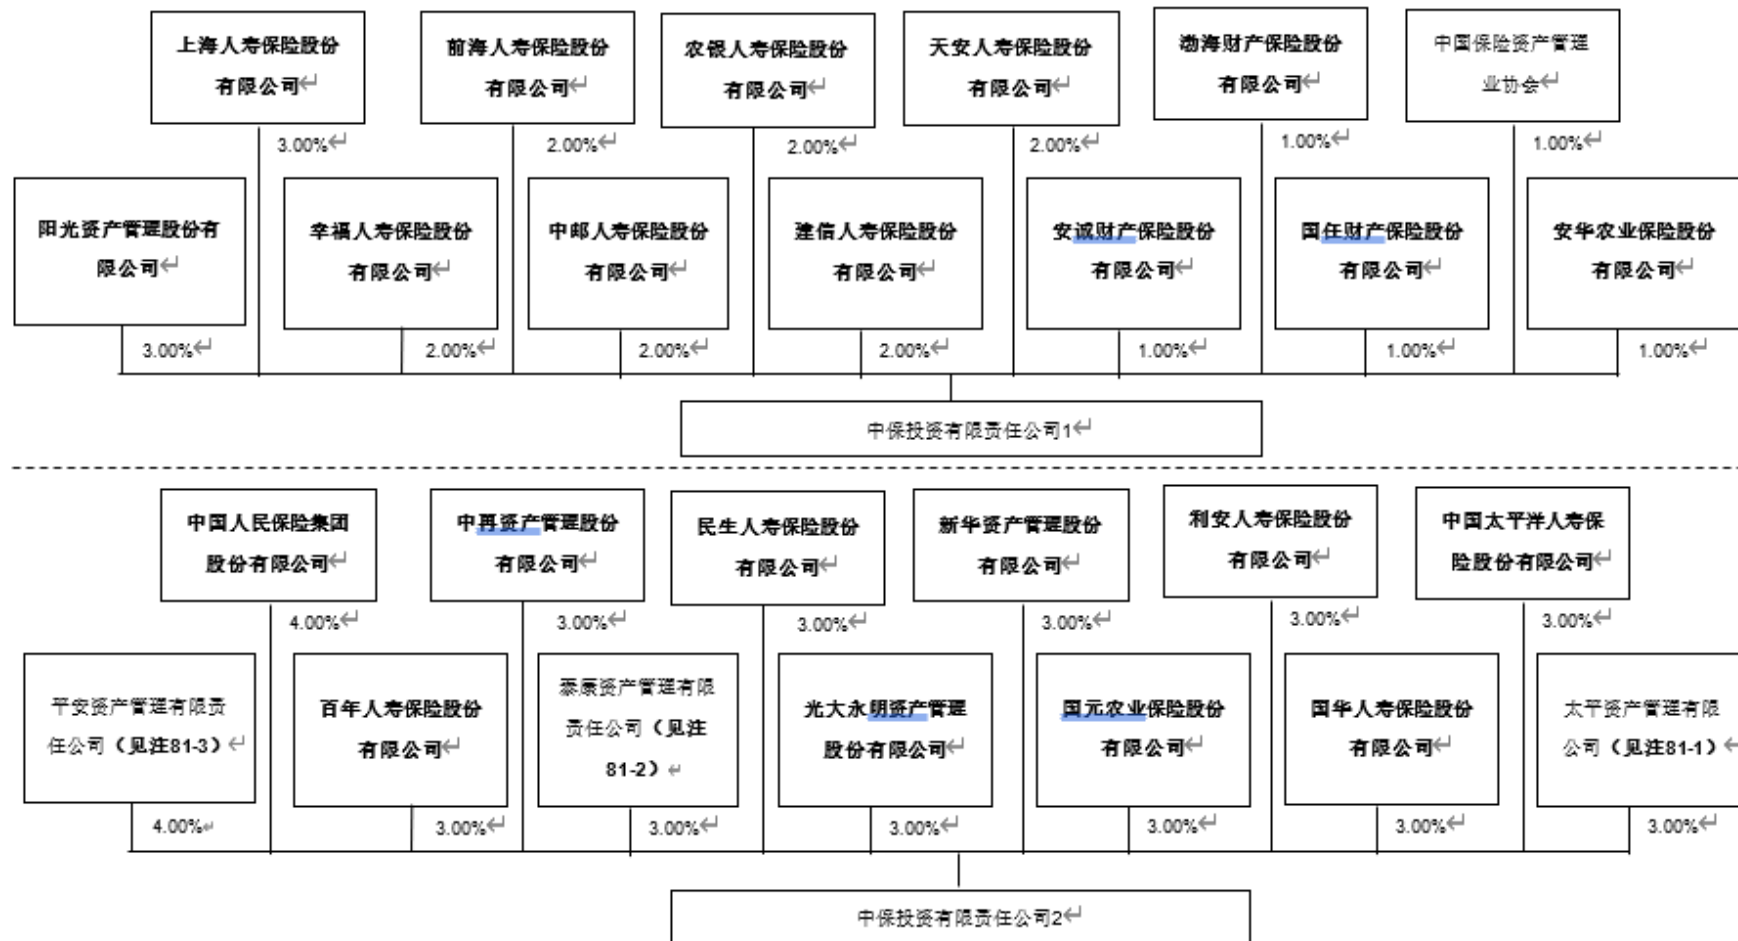 上海人寿保险股份
有限公司
前海人寿保险股份
有限公司
农银人寿保险股份
有限公司
天安人寿保险股份
有限公司
渤海财产保险股份
有限公司
中国保险资产管理
业协会
3.00%
2.00%
2.00%
2.00%
1.00%
1.00%
阳光资产管理股份有
限公司
幸福人寿保险股份
有限公司
中邮人寿保险股份
有限公司
建信人寿保险股份
有限公司
安诚财产保险股份
有限公司
国任财产保险股份
有限公司
安华农业保险股份
有限公司
3.00%
2.00%
2.00%
2.00%
1.00%
1.00%
1.00%
中保投资有限责任公司1
中国人民保险集团
股份有限公司
中再资产管理股份
有限公司
民生人寿保险股份
有限公司
新华资产管理股份
有限公司
利安人寿保险股份
有限公司
中国太平洋人寿保
险股份有限公司
4.00%
3.00%
3.00%
3.00%
3.00%
3.00%
平安资产管理有限责
任公司（见注81-3）
百年人寿保险股份
有限公司
泰康资产管理有限
责任公司（见注
81-2）
光大永明资产管理
股份有限公司
国元农业保险股份
有限公司
国华人寿保险股份
有限公司
太平资产管理有限
公司（见注81-1）
4.00%
3.00%
3.00%
3.00%
3.00%
3.00%
3.00%
中保投资有限责任公司2